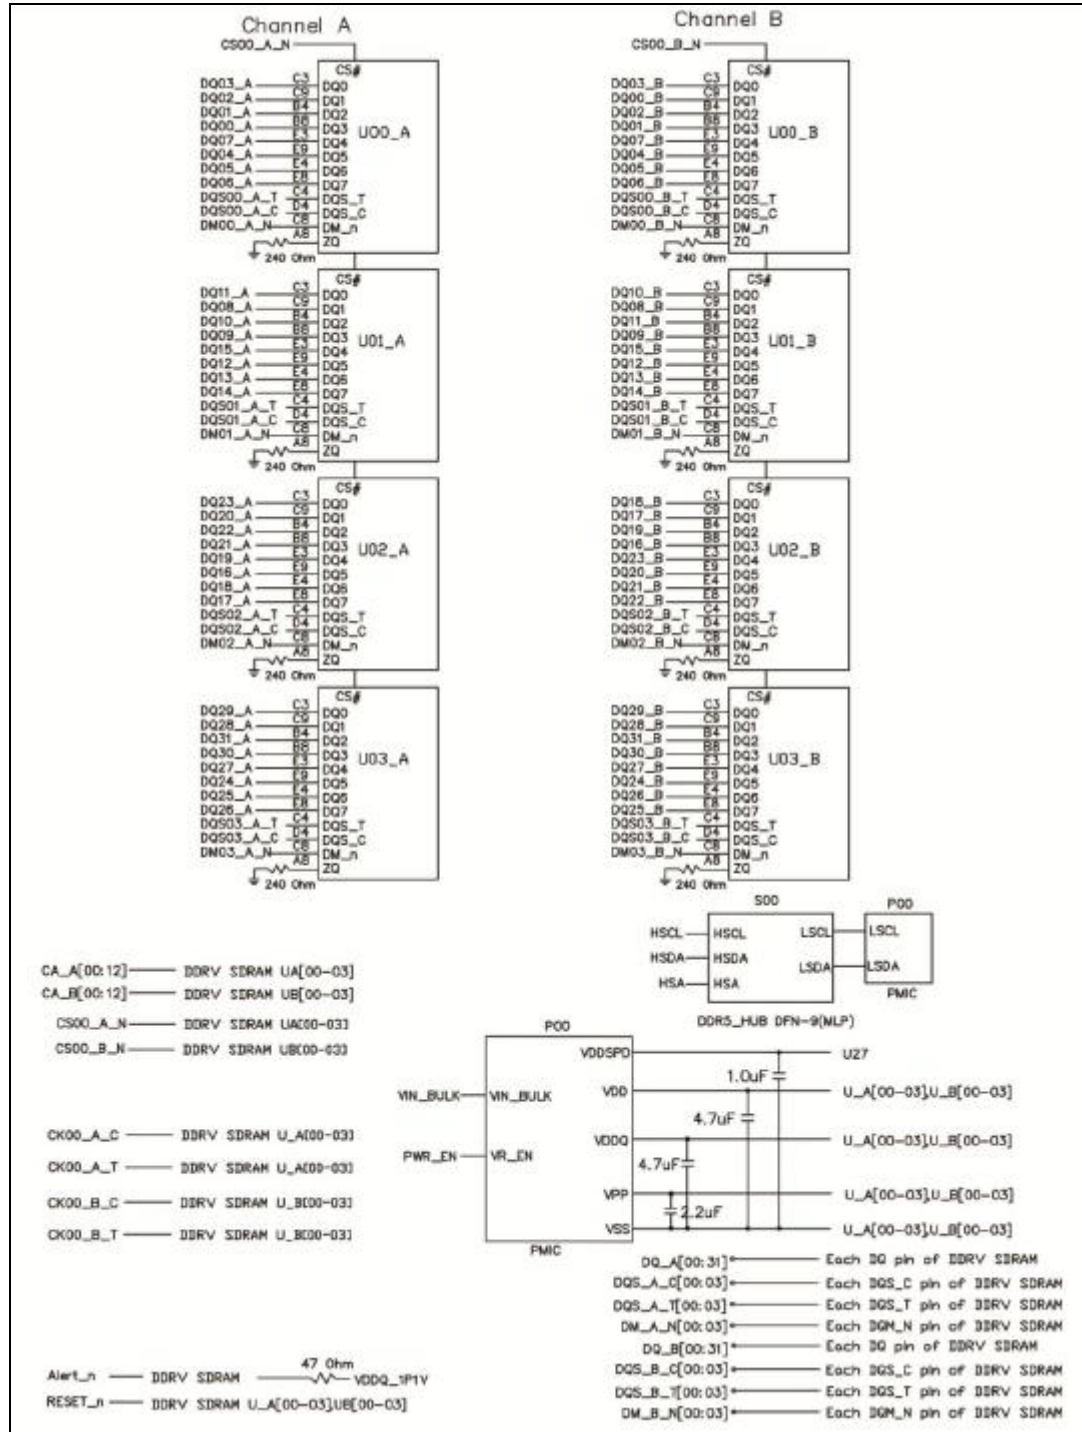 Channel A
CS00_A_N
CS#
DQ03_A C3 DQ0
DQ02_A C9 DQ1
DQ01_A B4 DQ2
DQ00_A B8 DQ3
DQ07_A E3 DQ4
DQ04_A E9 DQ5
DQ05_A E4 DQ6
DQ06_A E8 DQ7
DQS00_A_T C4 DQS_T
DQS00_A_C D4 DQS_C
DM00_A_N C8 DM_n
A8 ZQ
U00_A
240 Ohm
CS#
DQ11_A C3 DQ0
DQ08_A C9 DQ1
DQ10_A B4 DQ2
DQ09_A B8 DQ3
DQ15_A E3 DQ4
DQ12_A E9 DQ5
DQ13_A E4 DQ6
DQ14_A E8 DQ7
DQS01_A_T C4 DQS_T
DQS01_A_C D4 DQS_C
DM01_A_N C8 DM_n
A8 ZQ
U01_A
240 Ohm
CS#
DQ23_A C3 DQ0
DQ20_A C9 DQ1
DQ22_A B4 DQ2
DQ21_A B8 DQ3
DQ19_A E3 DQ4
DQ16_A E9 DQ5
DQ18_A E4 DQ6
DQ17_A E8 DQ7
DQS02_A_T C4 DQS_T
DQS02_A_C D4 DQS_C
DM02_A_N C8 DM_n
A8 ZQ
U02_A
240 Ohm
CS#
DQ29_A C3 DQ0
DQ28_A C9 DQ1
DQ31_A B4 DQ2
DQ30_A B8 DQ3
DQ27_A E3 DQ4
DQ24_A E9 DQ5
DQ25_A E4 DQ6
DQ26_A E8 DQ7
DQS03_A_T C4 DQS_T
DQS03_A_C D4 DQS_C
DM03_A_N C8 DM_n
A8 ZQ
U03_A
240 Ohm
Channel B
CS00_B_N
CS#
DQ03_B C3 DQ0
DQ00_B C9 DQ1
DQ02_B B4 DQ2
DQ01_B B8 DQ3
DQ07_B E3 DQ4
DQ04_B E9 DQ5
DQ05_B E4 DQ6
DQ06_B E8 DQ7
DQS00_B_T C4 DQS_T
DQS00_B_C D4 DQS_C
DM00_B_N C8 DM_n
A8 ZQ
U00_B
240 Ohm
CS#
DQ10_B C3 DQ0
DQ08_B C9 DQ1
DQ11_B B4 DQ2
DQ09_B B8 DQ3
DQ15_B E3 DQ4
DQ12_B E9 DQ5
DQ13_B E4 DQ6
DQ14_B E8 DQ7
DQS01_B_T C4 DQS_T
DQS01_B_C D4 DQS_C
DM01_B_N C8 DM_n
A8 ZQ
U01_B
240 Ohm
CS#
DQ18_B C3 DQ0
DQ17_B C9 DQ1
DQ19_B B4 DQ2
DQ16_B B8 DQ3
DQ23_B E3 DQ4
DQ20_B E9 DQ5
DQ21_B E4 DQ6
DQ22_B E8 DQ7
DQS02_B_T C4 DQS_T
DQS02_B_C D4 DQS_C
DM02_B_N C8 DM_n
A8 ZQ
U02_B
240 Ohm
CS#
DQ29_B C3 DQ0
DQ28_B C9 DQ1
DQ31_B B4 DQ2
DQ30_B B8 DQ3
DQ27_B E3 DQ4
DQ24_B E9 DQ5
DQ26_B E4 DQ6
DQ25_B E8 DQ7
DQS03_B_T C4 DQS_T
DQS03_B_C D4 DQS_C
DM03_B_N C8 DM_n
A8 ZQ
U03_B
240 Ohm
S00 P00
HSCL HSCL LSCL LSCL
HSDA HSDA LSDA LSDA
HSA HSA
PMIC
DDR5_HUB DFN-9(MLP)
CA_A[00:12] DDRV SDRAM UA[00-03]
CA_B[00:12] DDRV SDRAM UB[00-03]
CS00_A_N DDRV SDRAM UA[00-03]
CS00_B_N DDRV SDRAM UB[00-03]
CK00_A_C DDRV SDRAM U_A[00-03]
CK00_A_T DDRV SDRAM U_A[00-03]
CK00_B_C DDRV SDRAM U_B[00-03]
CK00_B_T DDRV SDRAM U_B[00-03]
P00
VDDSPD U27
1.0uF
VIN_BULK VIN_BULK VDD U_A[00-03],U_B[00-03]
4.7uF
VDDQ U_A[00-03],U_B[00-03]
PWR_EN VR_EN
4.7uF
VPP U_A[00-03],U_B[00-03]
2.2uF
VSS U_A[00-03],U_B[00-03]
PMIC
DQ_A[00:31] Each DQ pin of DDRV SDRAM
DQS_A_C[00:03] Each DQS_C pin of DDRV SDRAM
DQS_A_T[00:03] Each DQS_T pin of DDRV SDRAM
DM_A_N[00:03] Each DQM_N pin of DDRV SDRAM
DQ_B[00:31] Each DQ pin of DDRV SDRAM
DQS_B_C[00:03] Each DQS_C pin of DDRV SDRAM
DQS_B_T[00:03] Each DQS_T pin of DDRV SDRAM
DM_B_N[00:03] Each DQM_N pin of DDRV SDRAM
47 Ohm
Alert_n DDRV SDRAM VDDQ_1P1V
RESET_n DDRV SDRAM U_A[00-03],UB[00-03]